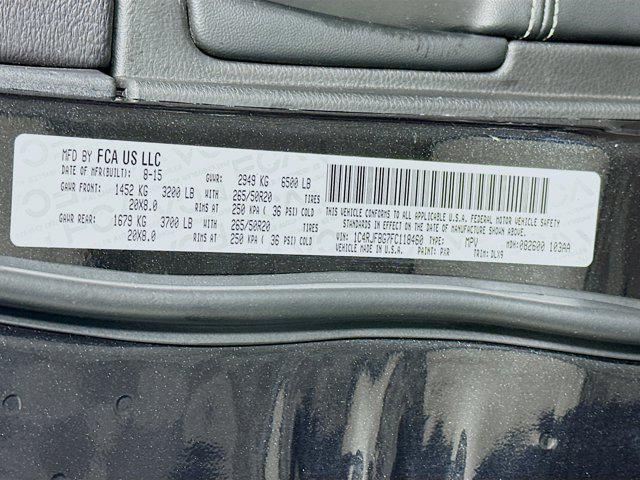 MFD BY FCA US LLC
DATE OF MFR(BUILT) 8-15 GVWR: 2949 KG 6500 LB
GAWR FRONT: 1452 KG 3200 LB WITH 265/50R20 TIRES
20X8.0 RIMS AT 250 KPA ( 36 PSI) COLD
GAWR REAR: 1679 KG 3700 LB WITH 265/50R20 TIRES
20X8.0 RIMS AT 250 KPA ( 36 PSI) COLD
THIS VEHICLE CONFORMS TO ALL APPLICABLE U.S.A. FEDERAL MOTOR VEHICLE SAFETY
STANDARDS IN EFFECT ON THE DATE OF MANUFACTURE SHOWN ABOVE.
VIN: 1C4RJFBG7FC118460 TYPE: MPV MDH: 082600 103AA
VEHICLE MADE IN U.S.A. PAINT: PXR TRIM: DLX9